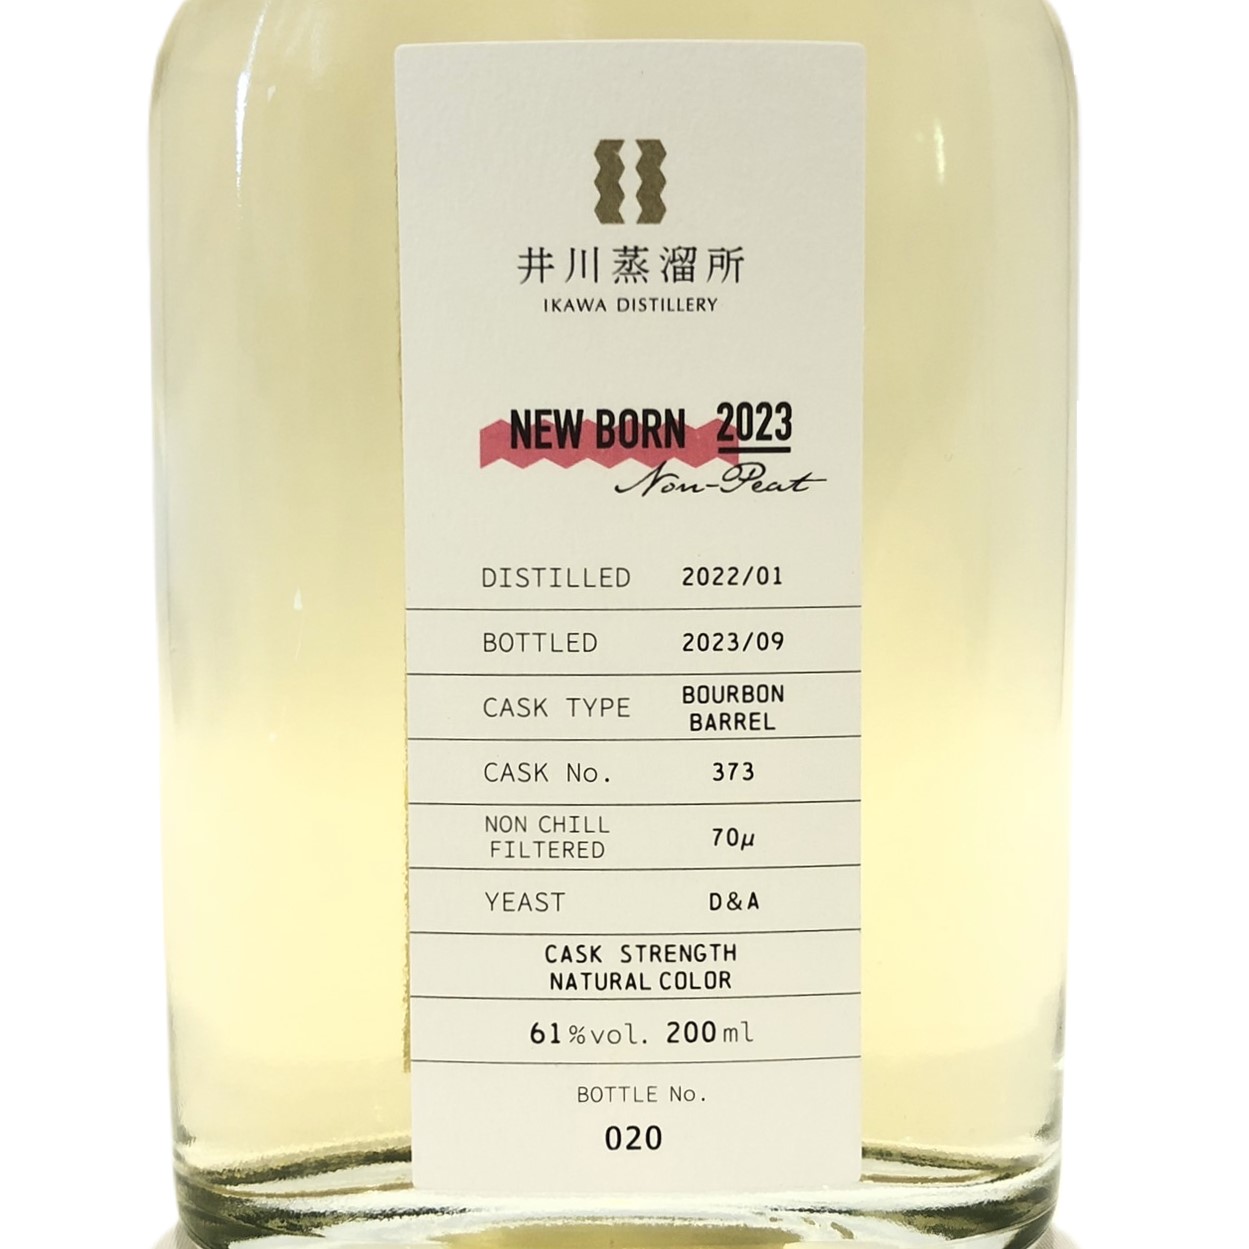 井川蒸溜所
IKAWA DISTILLERY
NEW BORN 2023
Non-Peat
DISTILLED 2022/01
BOTTLED 2023/09
CASK TYPE BOURBON
BARREL
CASK No. 373
NON CHILL
FILTERED 70μ
YEAST D&A
CASK STRENGTH
NATURAL COLOR
61%vol. 200ml
BOTTLE No.
020